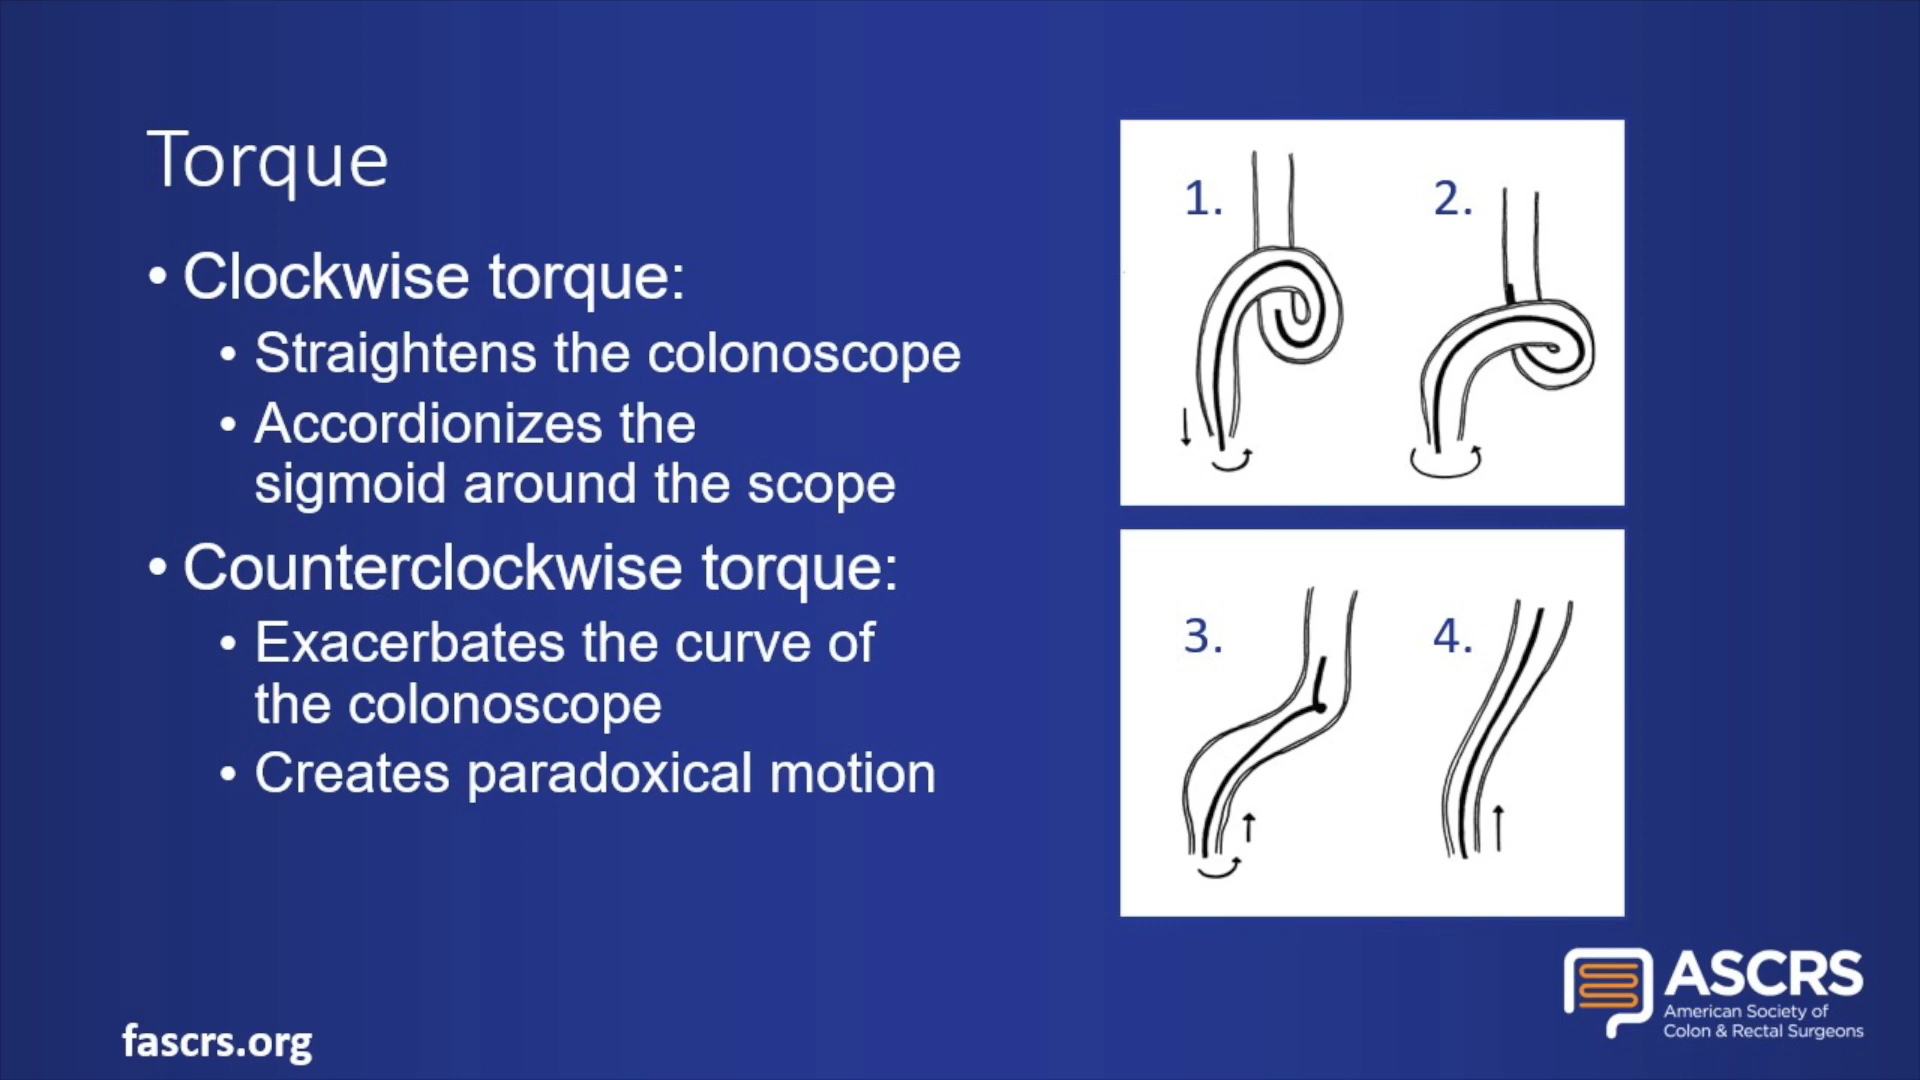 Torque
• Clockwise torque:
• Straightens the colonoscope
• Accordionizes the
sigmoid around the scope
• Counterclockwise torque:
• Exacerbates the curve of
the colonoscope
• Creates paradoxical motion
1.
2.
3.
4.
fascrs.org
ASCRS
American Society of
Colon & Rectal Surgeons